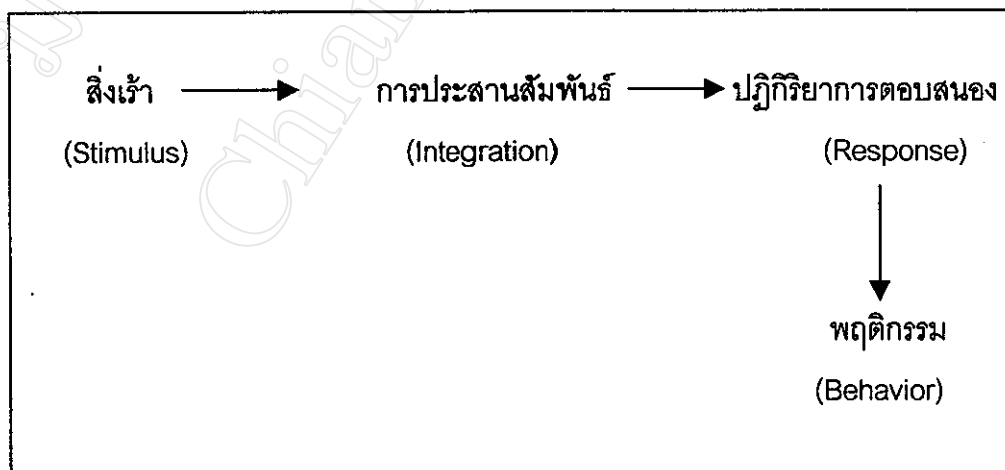 สิ่งเร้า การประสานสัมพันธ์ ปฏิกิริยาการตอบสนอง
(Stimulus) (Integration) (Response)
พฤติกรรม
(Behavior)
Chian